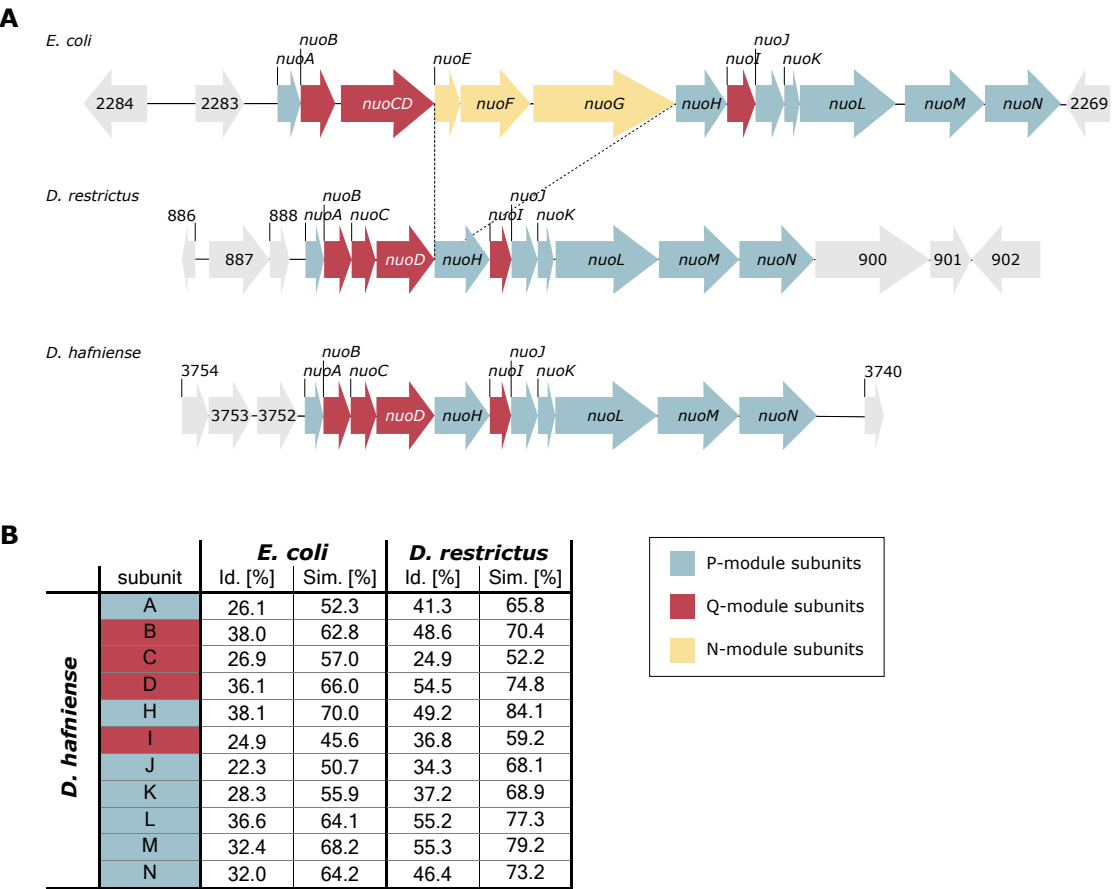 A
E. coli
nuoA nuoB nuoE nuoI nuoJ nuoK
2284 2283 nuoCD nuoF nuoG nuoH nuoL nuoM nuoN 2269
D. restrictus
886 888 nuoA nuoB nuoC nuoI nuoJ nuoK
887 nuoD nuoH nuoL nuoM nuoN 900 901 902
D. hafniense
3754 nuoA nuoB nuoC nuoI nuoJ nuoK 3740
3753 3752 nuoD nuoH nuoL nuoM nuoN
B
E. coli D. restrictus
subunit Id. [%] Sim. [%] Id. [%] Sim. [%]
D. hafniense
A 26.1 52.3 41.3 65.8
B 38.0 62.8 48.6 70.4
C 26.9 57.0 24.9 52.2
D 36.1 66.0 54.5 74.8
H 38.1 70.0 49.2 84.1
I 24.9 45.6 36.8 59.2
J 22.3 50.7 34.3 68.1
K 28.3 55.9 37.2 68.9
L 36.6 64.1 55.2 77.3
M 32.4 68.2 55.3 79.2
N 32.0 64.2 46.4 73.2
P-module subunits
Q-module subunits
N-module subunits